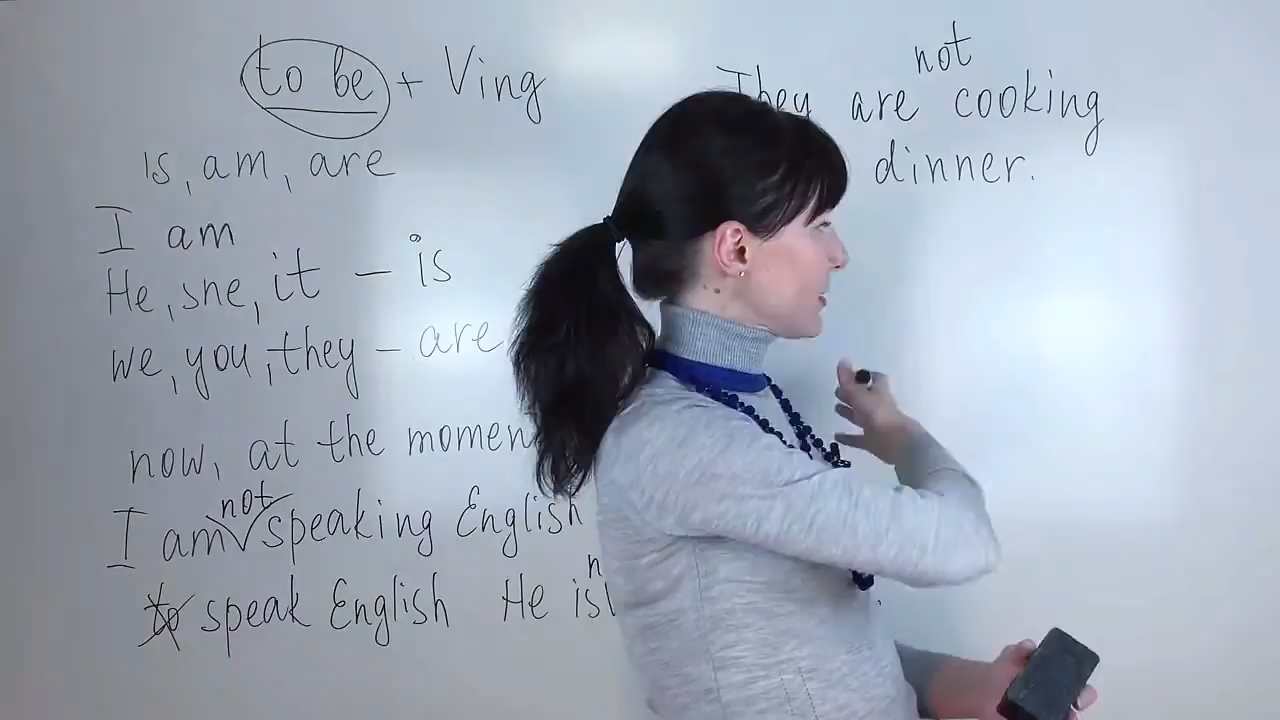 to be + Ving
is, am, are
I am
He, she, it – is
we, you, they – are
now, at the momen
not
I am speaking English
to speak English He is
not
They are cooking
dinner.